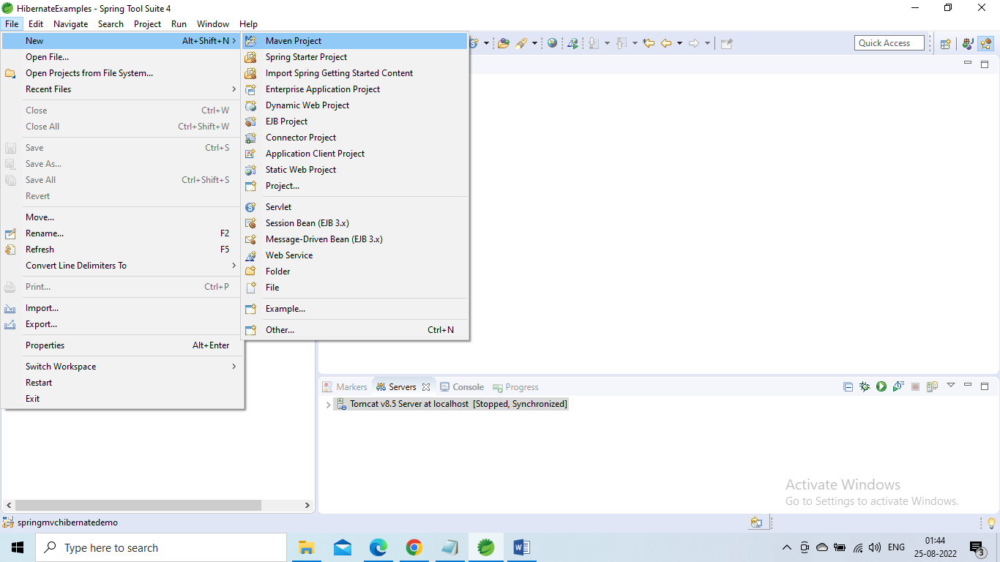 HibernateExamples - Spring Tool Suite 4
File Edit Navigate Search Project Run Window Help
New Alt+Shift+N
Open File...
Open Projects from File System...
Recent Files
Close Ctrl+W
Close All Ctrl+Shift+W
Save Ctrl+S
Save As...
Save All Ctrl+Shift+S
Revert
Move...
Rename... F2
Refresh F5
Convert Line Delimiters To
Print... Ctrl+P
Import...
Export...
Properties Alt+Enter
Switch Workspace
Restart
Exit
Maven Project
Spring Starter Project
Import Spring Getting Started Content
Enterprise Application Project
Dynamic Web Project
EJB Project
Connector Project
Application Client Project
Static Web Project
Project...
Servlet
Session Bean (EJB 3.x)
Message-Driven Bean (EJB 3.x)
Web Service
Folder
File
Example...
Other... Ctrl+N
Quick Access
Markers Servers Console Progress
Tomcat v8.5 Server at localhost [Stopped, Synchronized]
Activate Windows
Go to Settings to activate Windows.
springmvchibernatedemo
Type here to search
ENG
01:44
25-08-2022
3